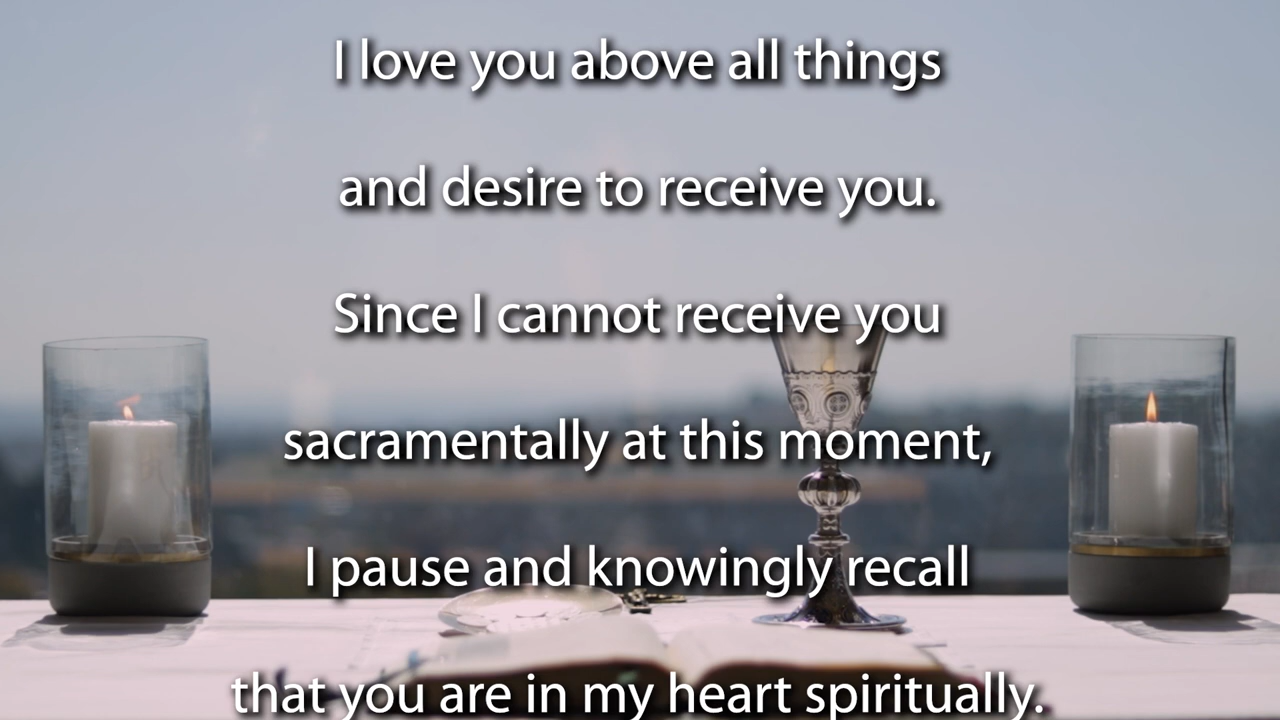 I love you above all things
and desire to receive you.
Since I cannot receive you
sacramentally at this moment,
I pause and knowingly recall
that you are in my heart spiritually.